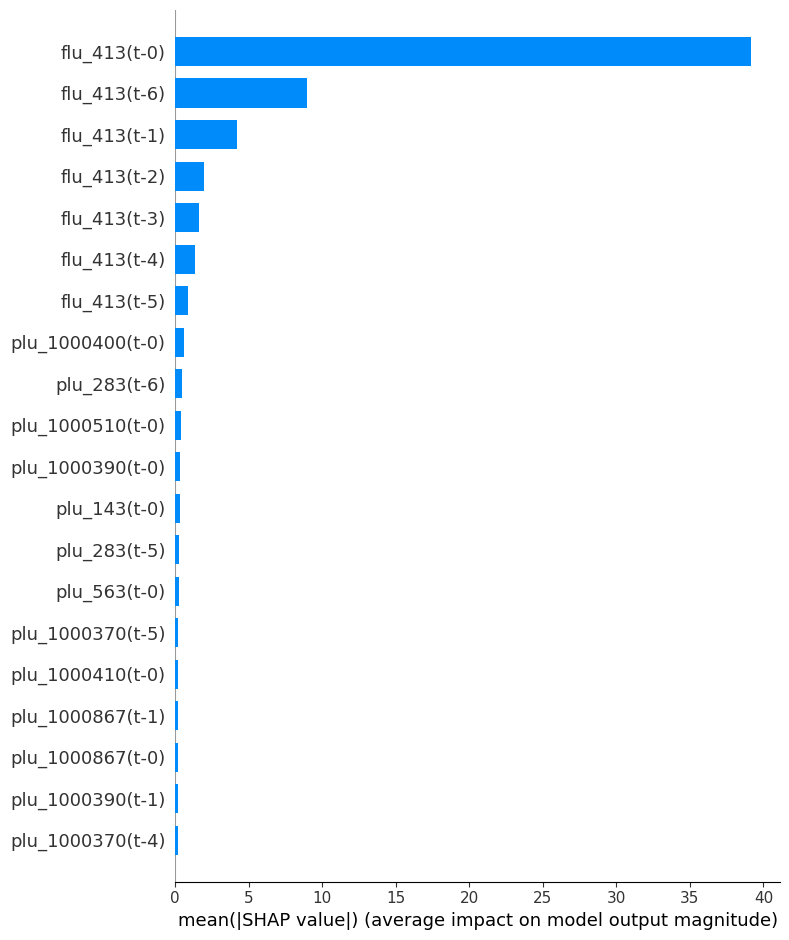 flu_413(t-0)
flu_413(t-6)
flu_413(t-1)
flu_413(t-2)
flu_413(t-3)
flu_413(t-4)
flu_413(t-5)
plu_1000400(t-0)
plu_283(t-6)
plu_1000510(t-0)
plu_1000390(t-0)
plu_143(t-0)
plu_283(t-5)
plu_563(t-0)
plu_1000370(t-5)
plu_1000410(t-0)
plu_1000867(t-1)
plu_1000867(t-0)
plu_1000390(t-1)
plu_1000370(t-4)
0 5 10 15 20 25 30 35 40
mean(|SHAP value|) (average impact on model output magnitude)